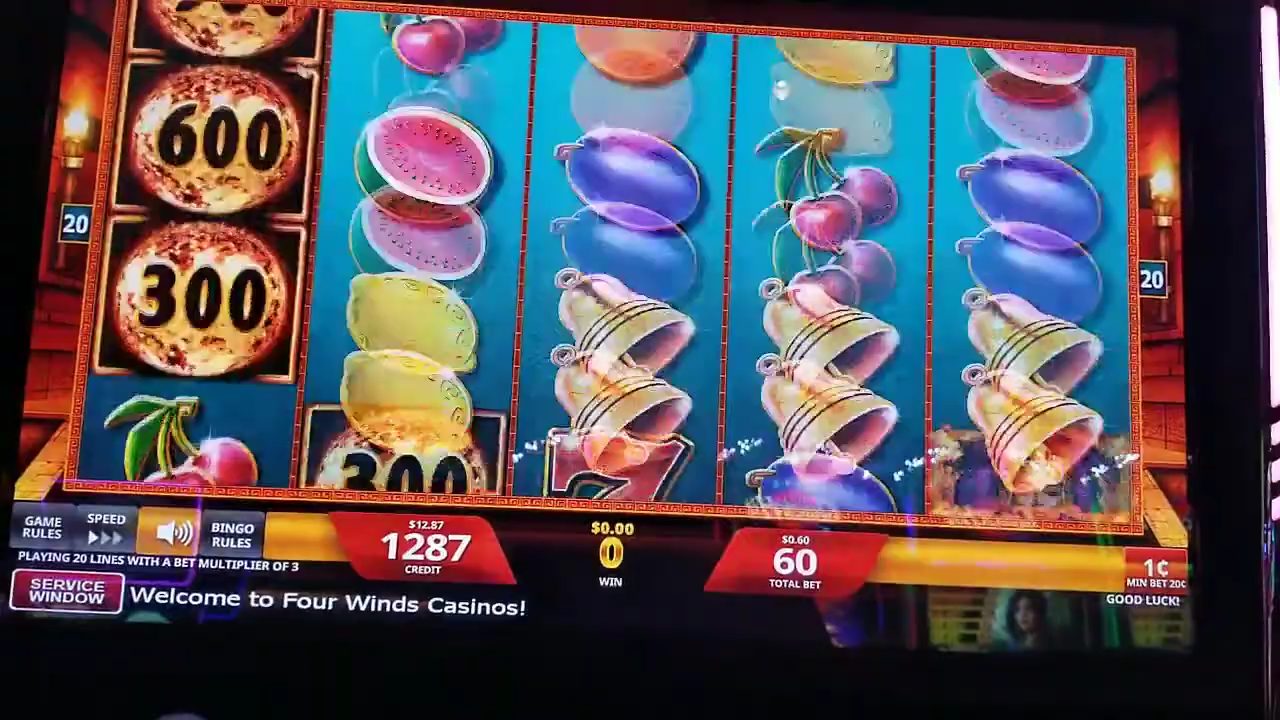 600
300
20
20
300
7
GAME RULES
SPEED
BINGO RULES
$12.87
1287
CREDIT
$0.00
0
WIN
$0.60
60
TOTAL BET
1¢
MIN BET 20¢
PLAYING 20 LINES WITH A BET MULTIPLIER OF 3
GOOD LUCK!
SERVICE WINDOW
Welcome to Four Winds Casinos!